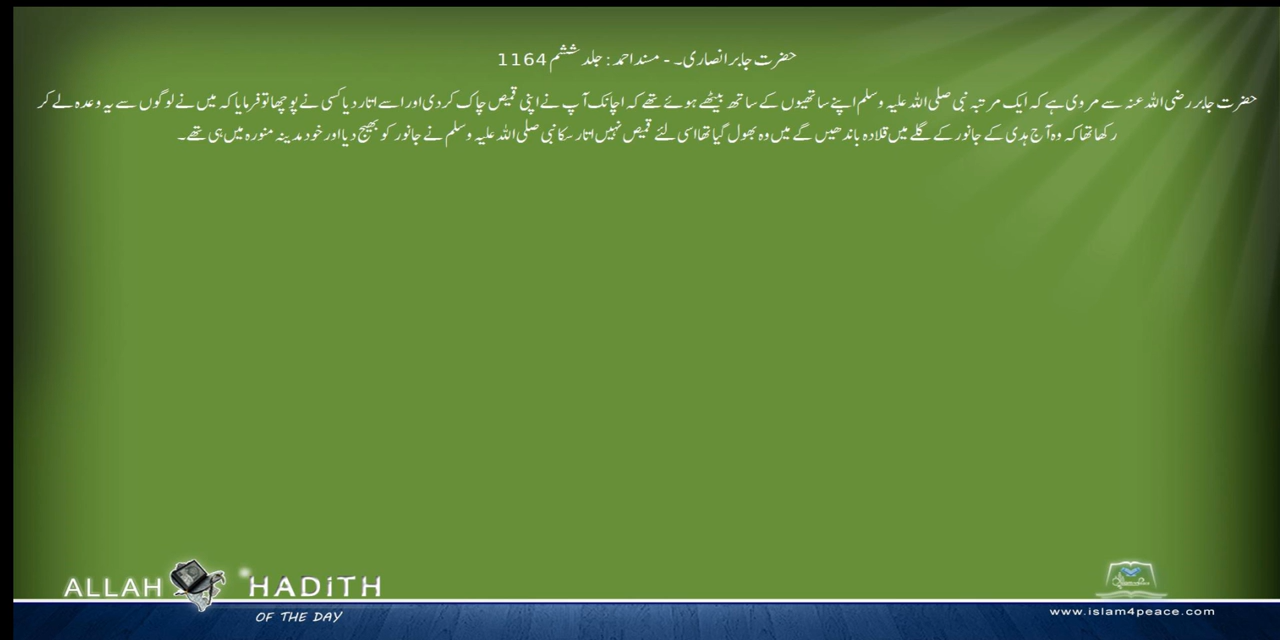 حضرت جابر انصاری۔ - مسند احمد : جلد ششم 1164
حضرت جابر رضی اللہ عنہ سے مروی ہے کہ ایک مرتبہ نبی صلی اللہ علیہ وسلم اپنے ساتھیوں کے ساتھ بیٹھے ہوئے تھے کہ اچانک آپ نے اپنی قمیص چاک کر دی اور اسے اتار دیا کسی نے پوچھا تو فرمایا کہ میں نے لوگوں سے یہ وعدہ لے کر
رکھا تھا کہ وہ آج ہدی کے جانور کے گلے میں قلادہ باندھیں گے میں وہ بھول گیا تھا اسی لئے قمیص نہیں اتار سکا نبی صلی اللہ علیہ وسلم نے جانور کو بھیج دیا اور خود مدینہ منورہ میں ہی تھے۔
ALLAH HADITH
OF THE DAY
www.islam4peace.com